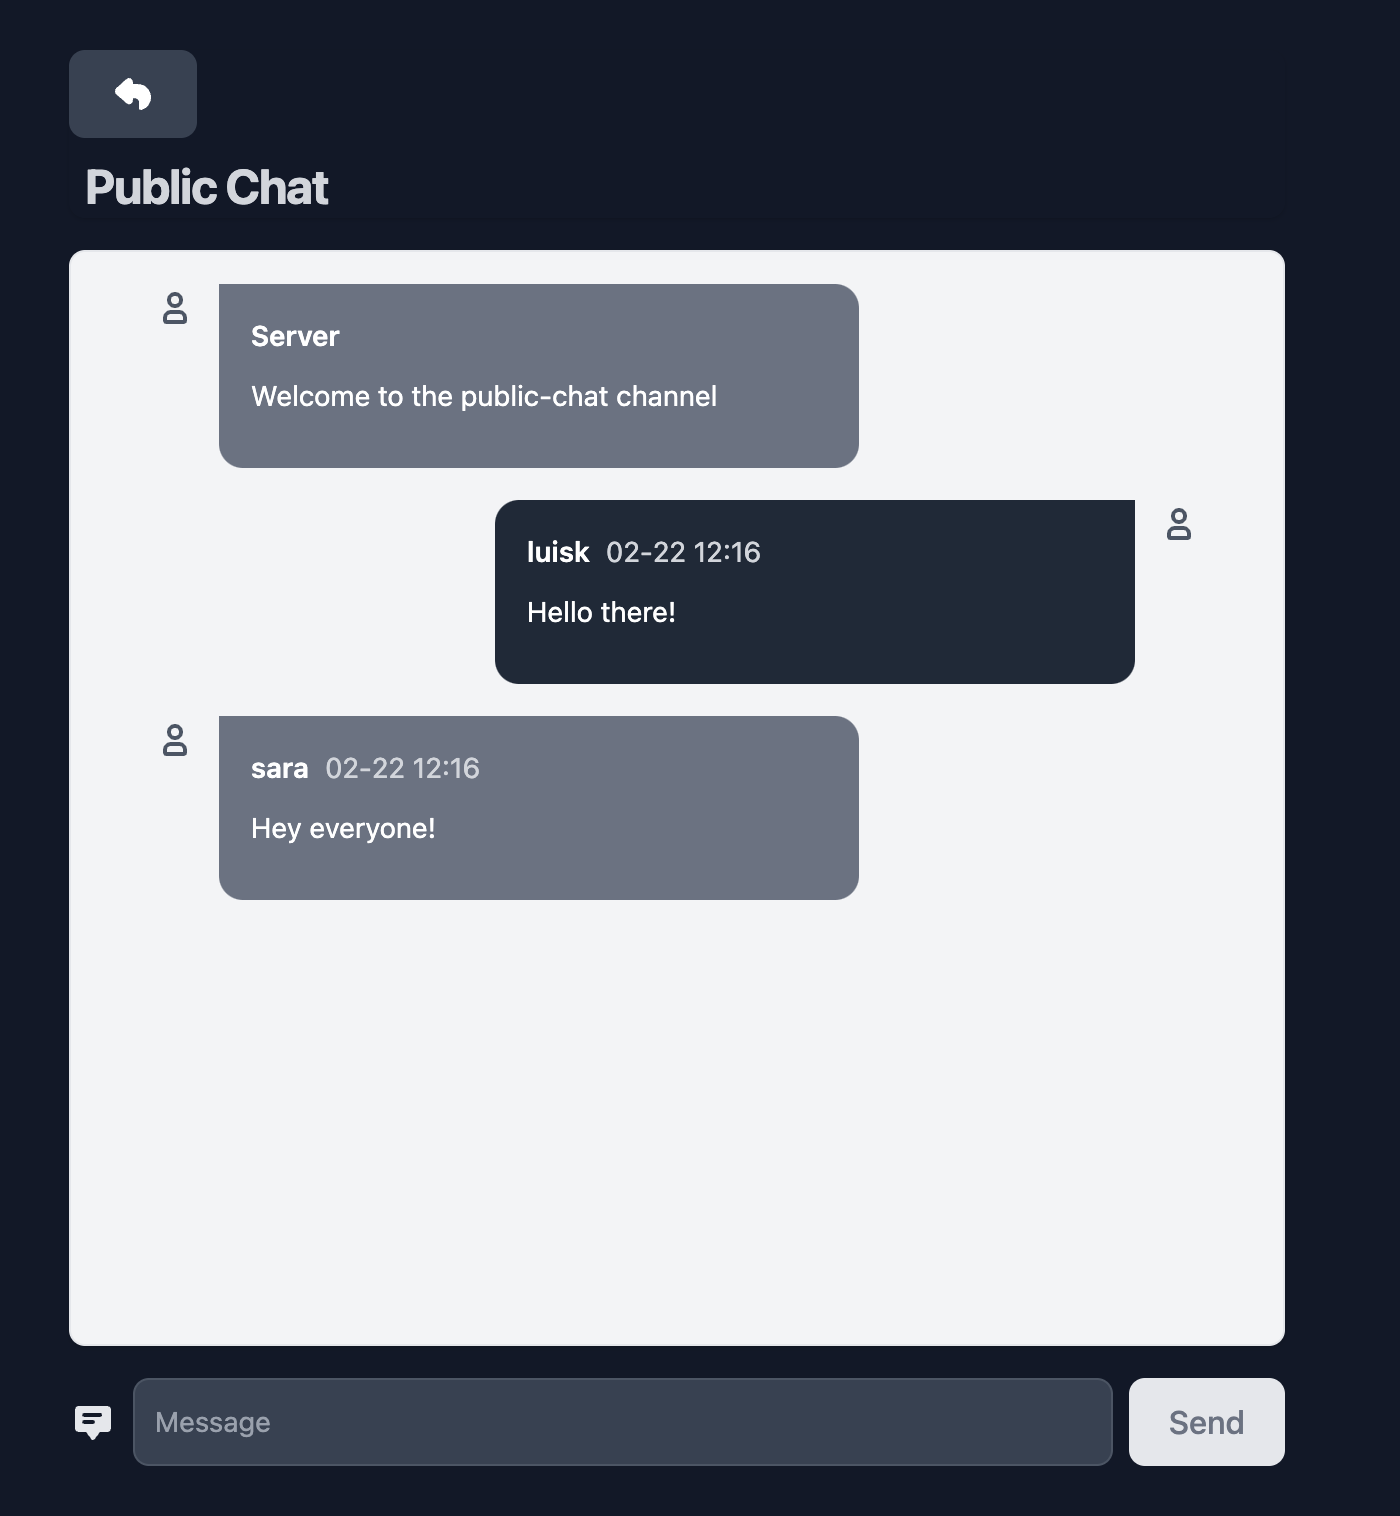 Public Chat
Server
Welcome to the public-chat channel
luisk 02-22 12:16
Hello there!
sara 02-22 12:16
Hey everyone!
Message
Send